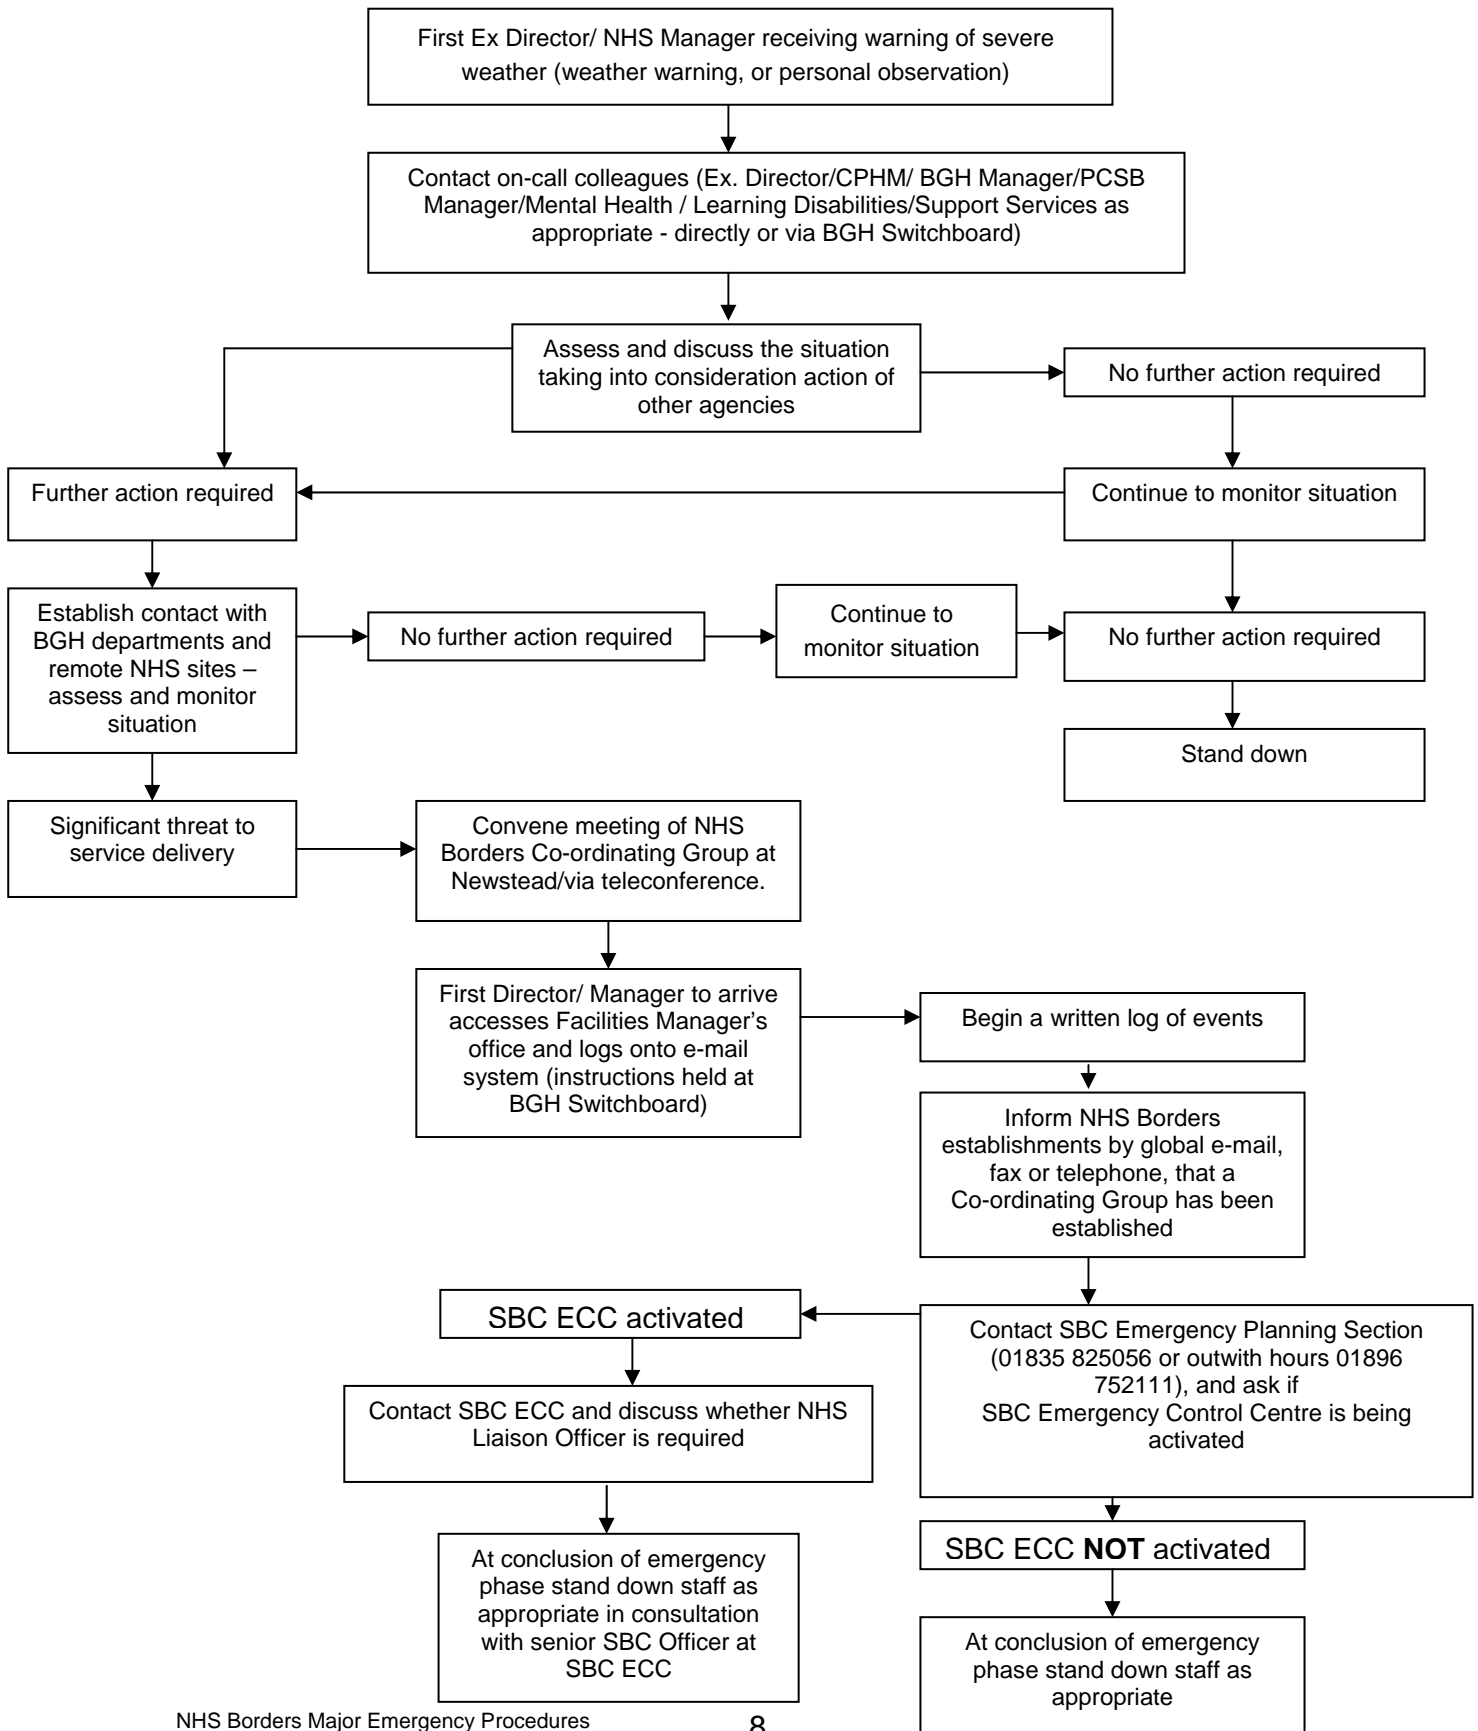 First Ex Director/ NHS Manager receiving warning of severe
weather (weather warning, or personal observation)
Contact on-call colleagues (Ex. Director/CPHM/ BGH Manager/PCSB
Manager/Mental Health / Learning Disabilities/Support Services as
appropriate - directly or via BGH Switchboard)
Assess and discuss the situation
taking into consideration action of
other agencies
No further action required
Further action required
Continue to monitor situation
Establish contact with
BGH departments and
remote NHS sites –
assess and monitor
situation
No further action required
Continue to
monitor situation
No further action required
Stand down
Significant threat to
service delivery
Convene meeting of NHS
Borders Co-ordinating Group at
Newstead/via teleconference.
First Director/ Manager to arrive
accesses Facilities Manager’s
office and logs onto e-mail
system (instructions held at
BGH Switchboard)
Begin a written log of events
Inform NHS Borders
establishments by global e-mail,
fax or telephone, that a
Co-ordinating Group has been
established
SBC ECC activated
Contact SBC Emergency Planning Section
(01835 825056 or outwith hours 01896
752111), and ask if
SBC Emergency Control Centre is being
activated
Contact SBC ECC and discuss whether NHS
Liaison Officer is required
SBC ECC NOT activated
At conclusion of emergency
phase stand down staff as
appropriate in consultation
with senior SBC Officer at
SBC ECC
At conclusion of emergency
phase stand down staff as
appropriate
NHS Borders Major Emergency Procedures
8